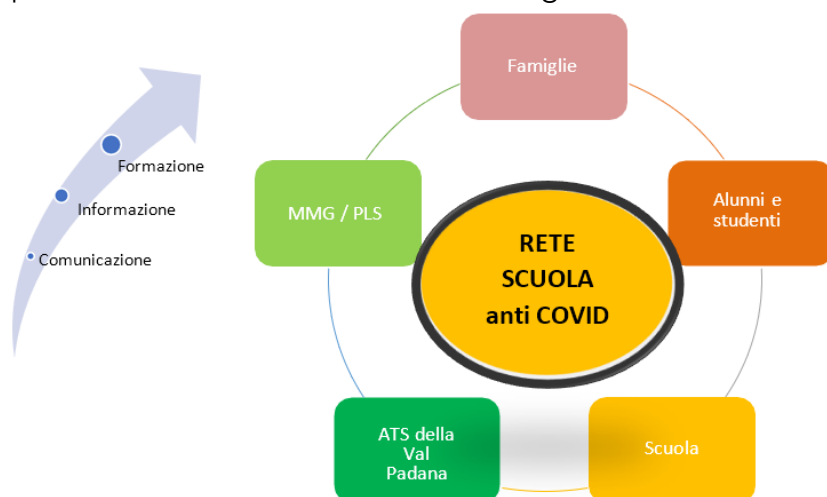 Famiglie
Formazione
Informazione
Comunicazione
MMG / PLS
Alunni e
studenti
RETE
SCUOLA
anti COVID
ATS della
Val
Padana
Scuola